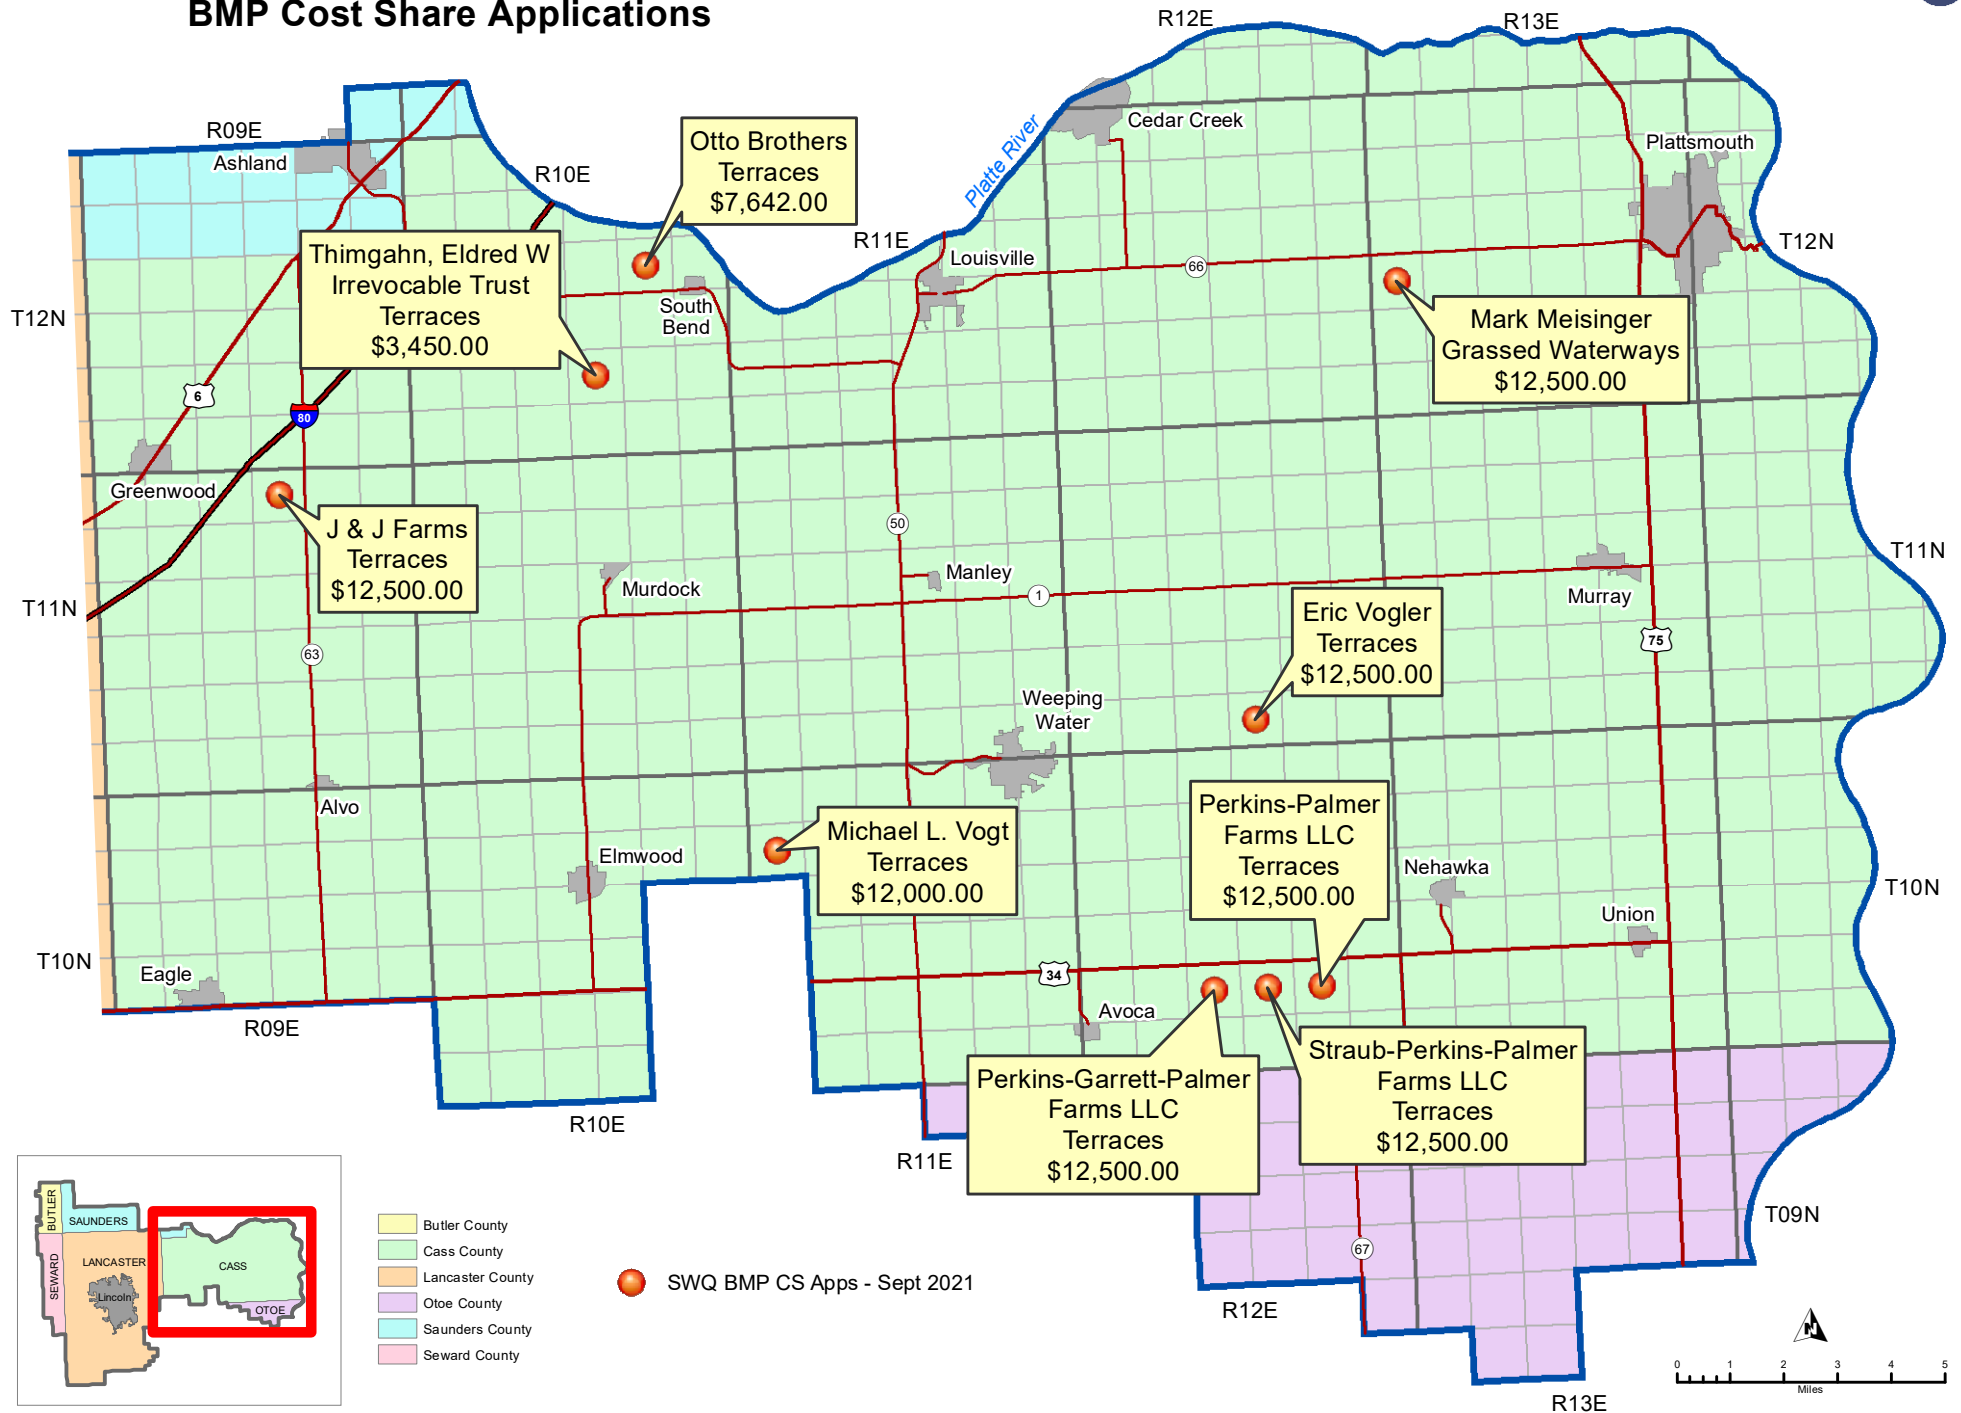 BMP Cost Share Applications
R12E
R13E
R09E
Ashland
R10E
Otto Brothers
Terraces
$7,642.00
Platte River
Cedar Creek
Plattsmouth
R11E
Louisville
66
T12N
Thimgahn, Eldred W
Irrevocable Trust
Terraces
$3,450.00
South
Bend
T12N
Mark Meisinger
Grassed Waterways
$12,500.00
6
80
Greenwood
J & J Farms
Terraces
$12,500.00
50
T11N
Murdock
Manley
1
Murray
T11N
63
Eric Vogler
Terraces
$12,500.00
75
Weeping
Water
Alvo
Elmwood
Michael L. Vogt
Terraces
$12,000.00
Perkins-Palmer
Farms LLC
Terraces
$12,500.00
Nehawka
Union
T10N
T10N
Eagle
34
Avoca
R09E
R10E
R11E
Perkins-Garrett-Palmer
Farms LLC
Terraces
$12,500.00
Straub-Perkins-Palmer
Farms LLC
Terraces
$12,500.00
T09N
67
R12E
R13E
BUTLER
SAUNDERS
SEWARD
LANCASTER
Lincoln
CASS
OTOE
Butler County
Cass County
Lancaster County
Otoe County
Saunders County
Seward County
SWQ BMP CS Apps - Sept 2021
N
0 1 2 3 4 5
Miles